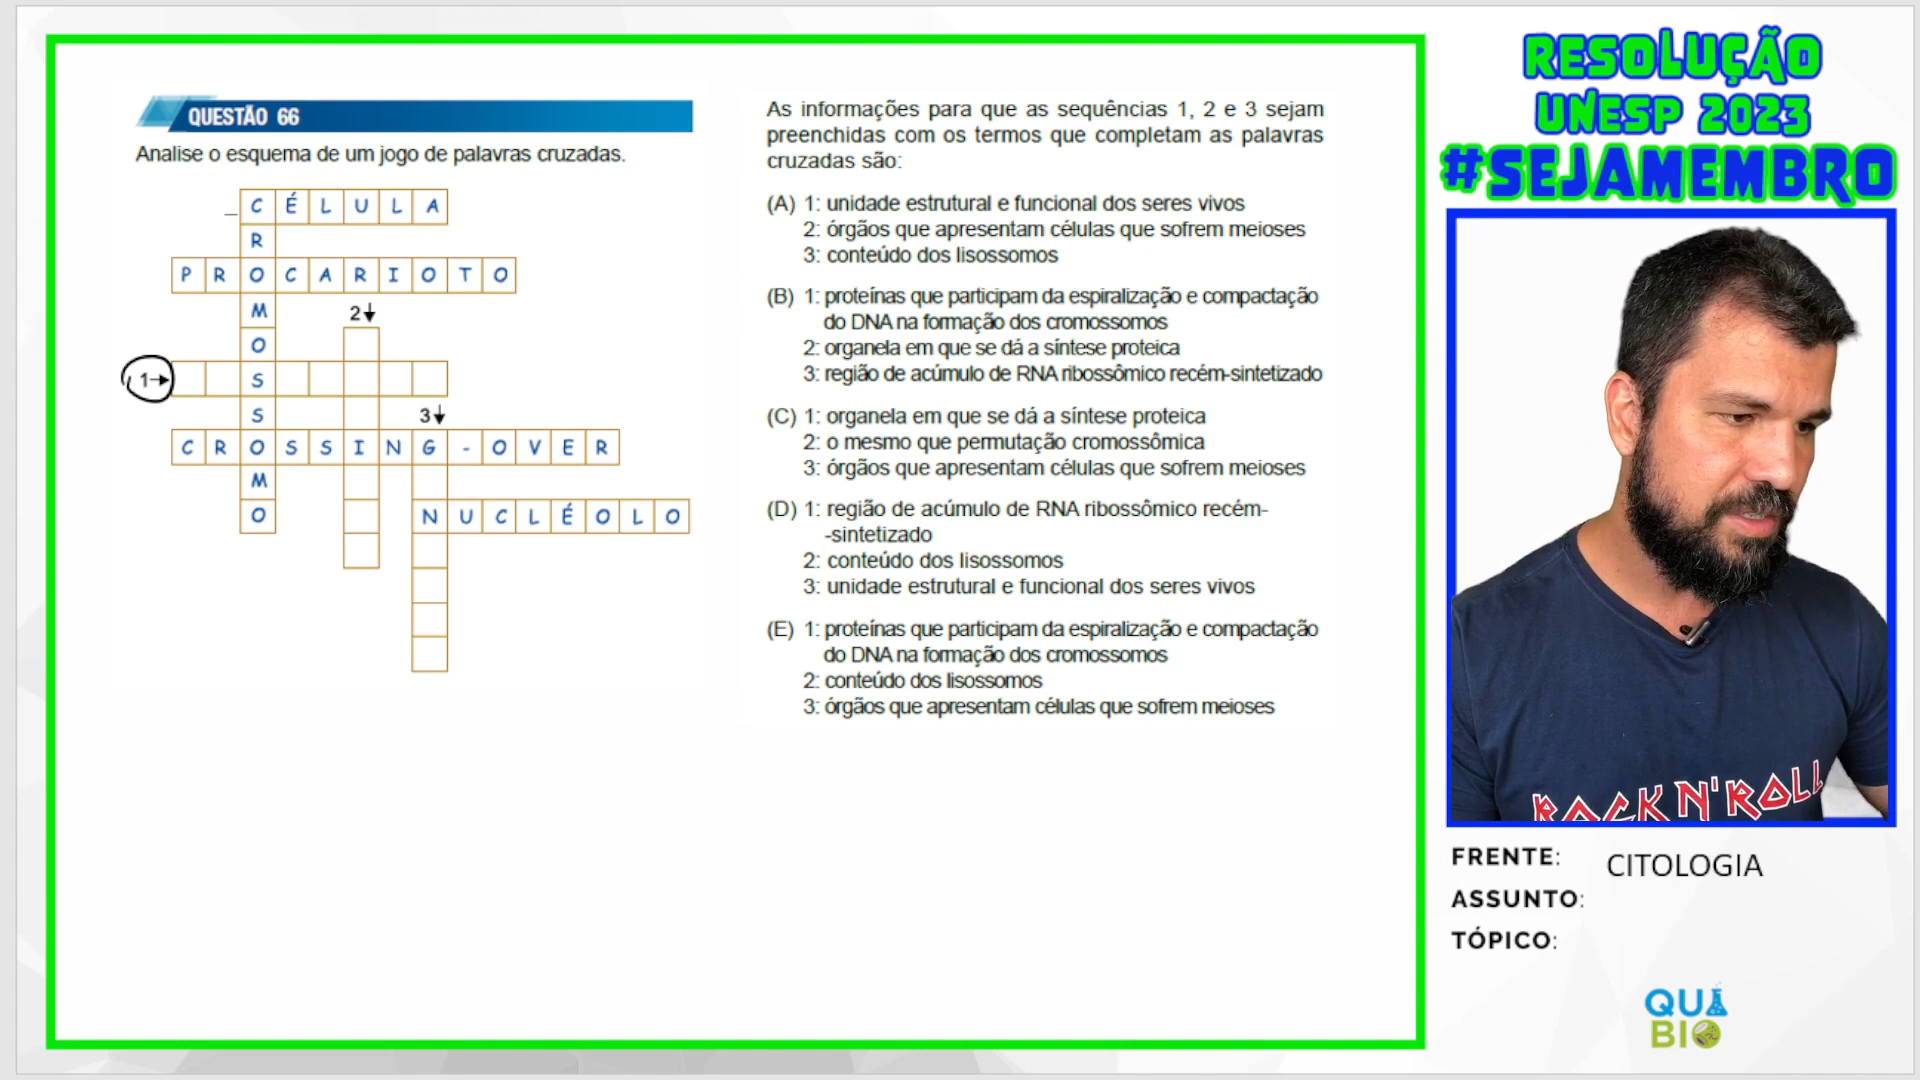 QUESTÃO 66
Analise o esquema de um jogo de palavras cruzadas.
_CÉLULA
R
PROCARIOTO
M
2↓
O
1→
S
S
3↓
CROSSING-OVER
M
O
NUCLÉOLO
As informações para que as sequências 1, 2 e 3 sejam
preenchidas com os termos que completam as palavras
cruzadas são:
(A) 1: unidade estrutural e funcional dos seres vivos
2: órgãos que apresentam células que sofrem meioses
3: conteúdo dos lisossomos
(B) 1: proteínas que participam da espiralização e compactação
do DNA na formação dos cromossomos
2: organela em que se dá a síntese proteica
3: região de acúmulo de RNA ribossômico recém-sintetizado
(C) 1: organela em que se dá a síntese proteica
2: o mesmo que permutação cromossômica
3: órgãos que apresentam células que sofrem meioses
(D) 1: região de acúmulo de RNA ribossômico recém-
-sintetizado
2: conteúdo dos lisossomos
3: unidade estrutural e funcional dos seres vivos
(E) 1: proteínas que participam da espiralização e compactação
do DNA na formação dos cromossomos
2: conteúdo dos lisossomos
3: órgãos que apresentam células que sofrem meioses
RESOLUÇÃO
UNESP 2023
#SEJAMEMBRO
ROCK N'ROLL
FRENTE: CITOLOGIA
ASSUNTO:
TÓPICO:
QUA
BIO